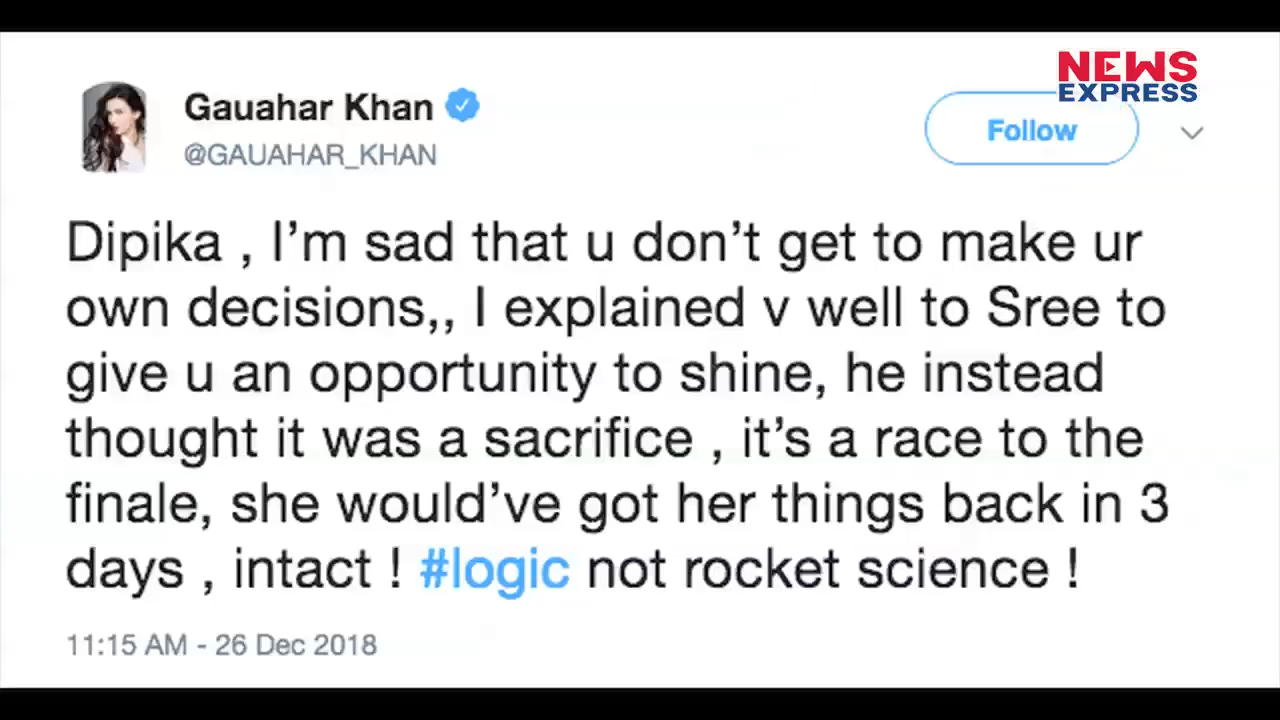 NEWS
EXPRESS
Gauahar Khan
@GAUAHAR_KHAN
Follow
Dipika , I’m sad that u don’t get to make ur
own decisions,, I explained v well to Sree to
give u an opportunity to shine, he instead
thought it was a sacrifice , it’s a race to the
finale, she would’ve got her things back in 3
days , intact ! #logic not rocket science !
11:15 AM - 26 Dec 2018